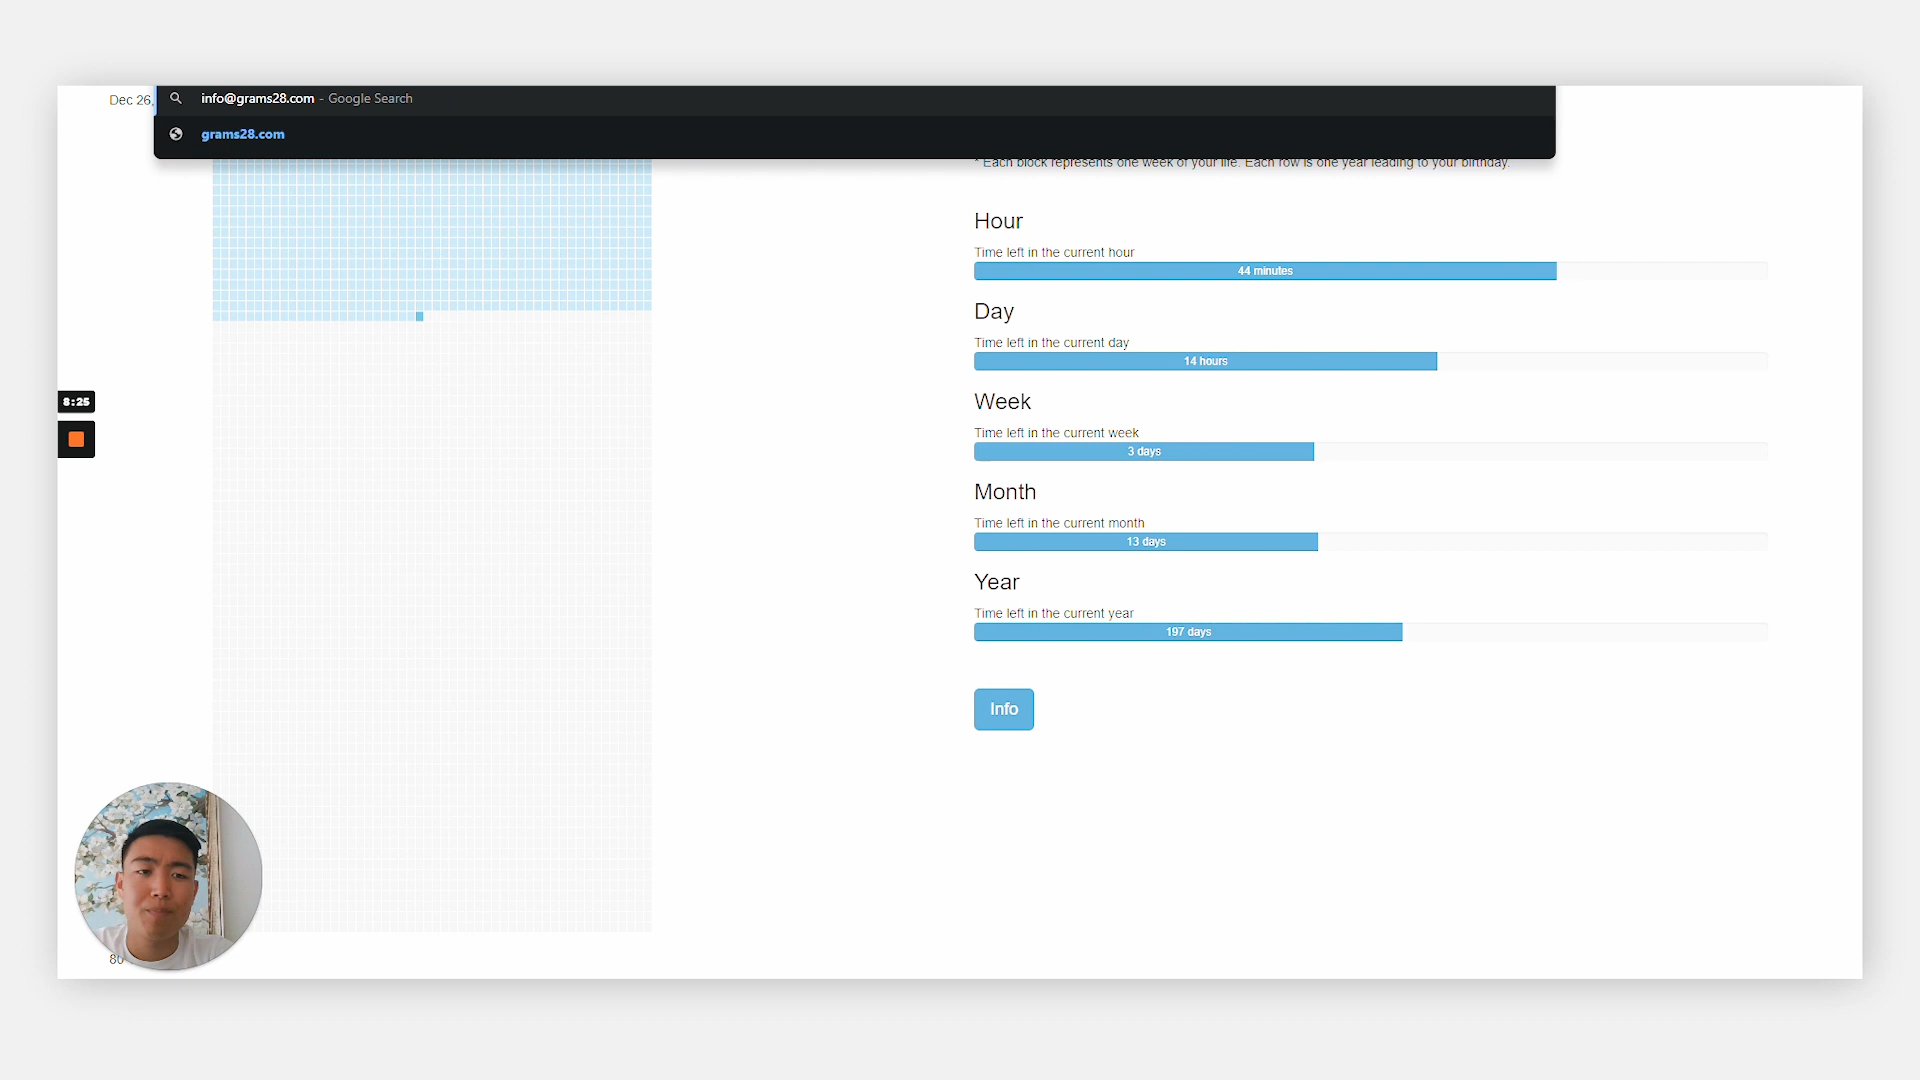 Dec 26,
info@grams28.com - Google Search
grams28.com
* Each block represents one week of your life. Each row is one year leading to your birthday.
Hour
Time left in the current hour
44 minutes
Day
Time left in the current day
14 hours
Week
Time left in the current week
3 days
Month
Time left in the current month
13 days
Year
Time left in the current year
197 days
Info
8:25
80